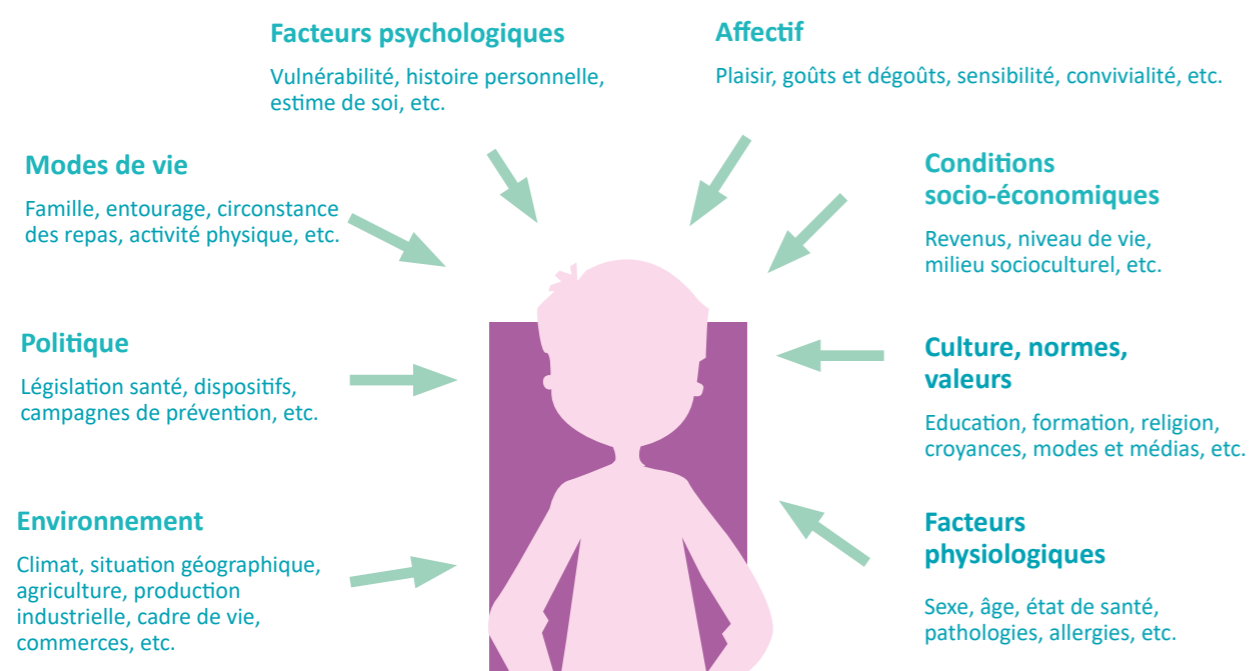 Facteurs psychologiques
Vulnérabilité, histoire personnelle,
estime de soi, etc.
Affectif
Plaisir, goûts et dégoûts, sensibilité, convivialité, etc.
Modes de vie
Famille, entourage, circonstance
des repas, activité physique, etc.
Conditions
socio-économiques
Revenus, niveau de vie,
milieu socioculturel, etc.
Politique
Législation santé, dispositifs,
campagnes de prévention, etc.
Culture, normes,
valeurs
Education, formation, religion,
croyances, modes et médias, etc.
Environnement
Climat, situation géographique,
agriculture, production
industrielle, cadre de vie,
commerces, etc.
Facteurs
physiologiques
Sexe, âge, état de santé,
pathologies, allergies, etc.